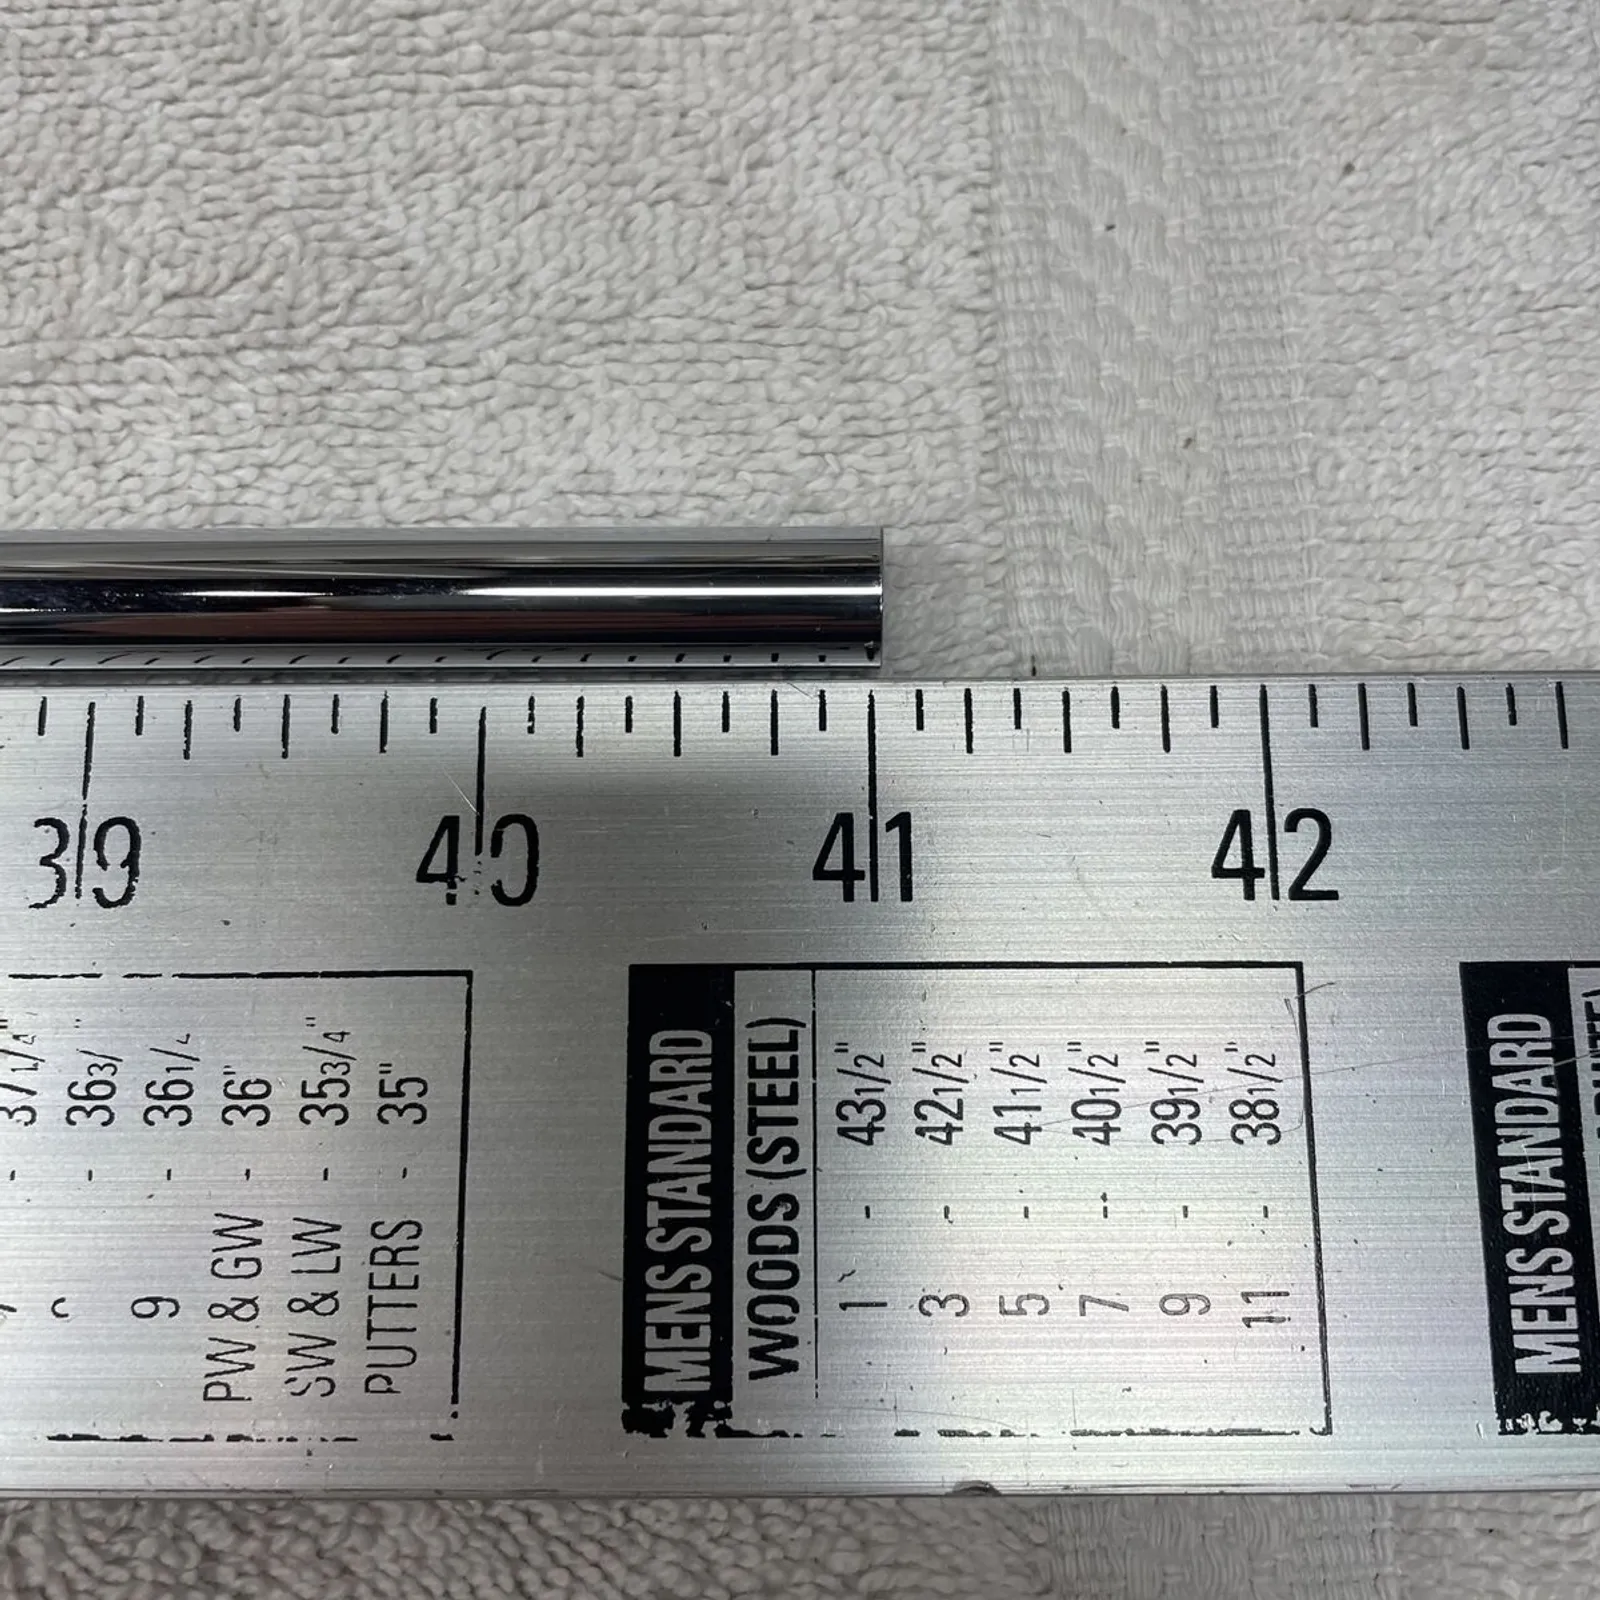 39 40 41 42
36 3/ "
9 - 36 1/4
PW & GW - 36"
SW & LW - 35 3/4"
PUTTERS - 35"
MENS STANDARD
WOODS (STEEL)
1 - 43 1/2"
3 - 42 1/2"
5 - 41 1/2"
7 - 40 1/2"
9 - 39 1/2"
11 - 38 1/2"
MENS STANDARD